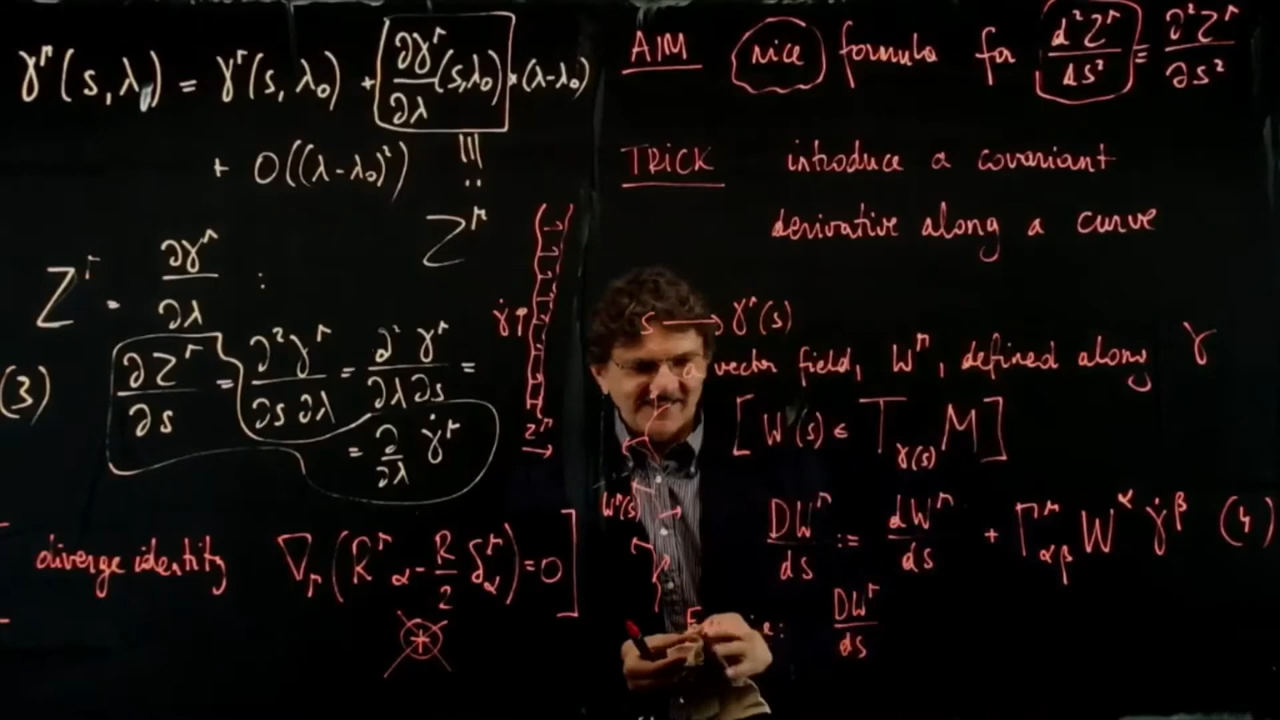 γ^μ(s, λ) = γ^μ(s, λ₀) + ∂γ^μ/∂λ (s, λ₀) · (λ-λ₀)
+ O((λ-λ₀)²) !!!
Z^μ
Z^μ = ∂γ^μ/∂λ :
(3) ∂Z^μ/∂s = ∂²γ^μ/∂s∂λ = ∂²γ^μ/∂λ∂s =
= ∂/∂λ γ̇^μ
γ̇↑
Z^μ →
diverge identity ∇_μ (R^μ_α - R/2 δ^μ_α) = 0 ]
+
AIM nice formula for d²Z^μ/ds² = ∂²Z^μ/∂s²
TRICK introduce a covariant
derivative along a curve
s → γ^μ(s)
a vector field, W^μ, defined along γ
[W^μ(s) ∈ T_γ(s) M]
W^μ(s)
DW^μ/ds := dW^μ/ds + Γ^μ_αβ W^α γ̇^β (4)
DW^μ/ds